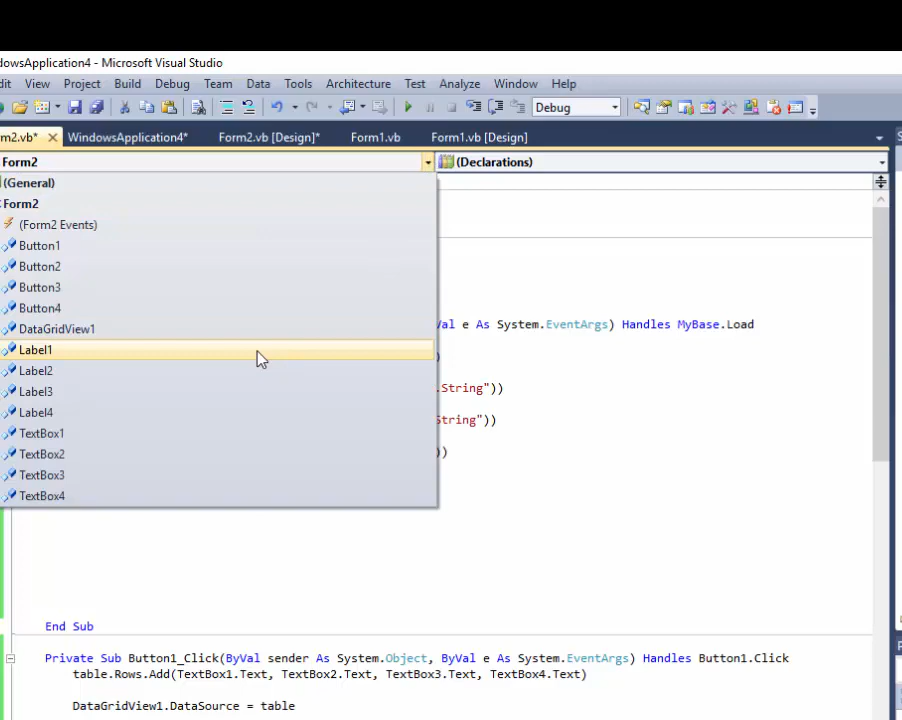 dowsApplication4 - Microsoft Visual Studio
dit View Project Build Debug Team Data Tools Architecture Test Analyze Window Help
Debug
m2.vb* WindowsApplication4* Form2.vb [Design]* Form1.vb Form1.vb [Design]
Form2 (Declarations)
(General)
Form2
(Form2 Events)
Button1
Button2
Button3
Button4
Val e As System.EventArgs) Handles MyBase.Load
DataGridView1
Label1
)
Label2
.String"))
Label3
Label4
String"))
TextBox1
TextBox2
))
TextBox3
TextBox4
End Sub
Private Sub Button1_Click(ByVal sender As System.Object, ByVal e As System.EventArgs) Handles Button1.Click
table.Rows.Add(TextBox1.Text, TextBox2.Text, TextBox3.Text, TextBox4.Text)
DataGridView1.DataSource = table